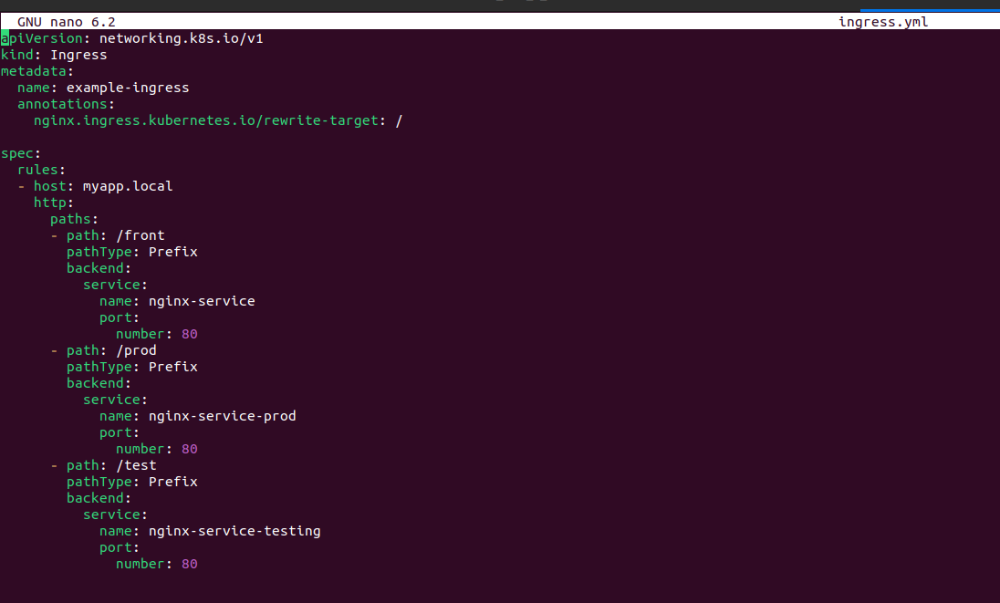 GNU nano 6.2 ingress.yml
apiVersion: networking.k8s.io/v1
kind: Ingress
metadata:
  name: example-ingress
  annotations:
    nginx.ingress.kubernetes.io/rewrite-target: /

spec:
  rules:
  - host: myapp.local
    http:
      paths:
      - path: /front
        pathType: Prefix
        backend:
          service:
            name: nginx-service
            port:
              number: 80
      - path: /prod
        pathType: Prefix
        backend:
          service:
            name: nginx-service-prod
            port:
              number: 80
      - path: /test
        pathType: Prefix
        backend:
          service:
            name: nginx-service-testing
            port:
              number: 80